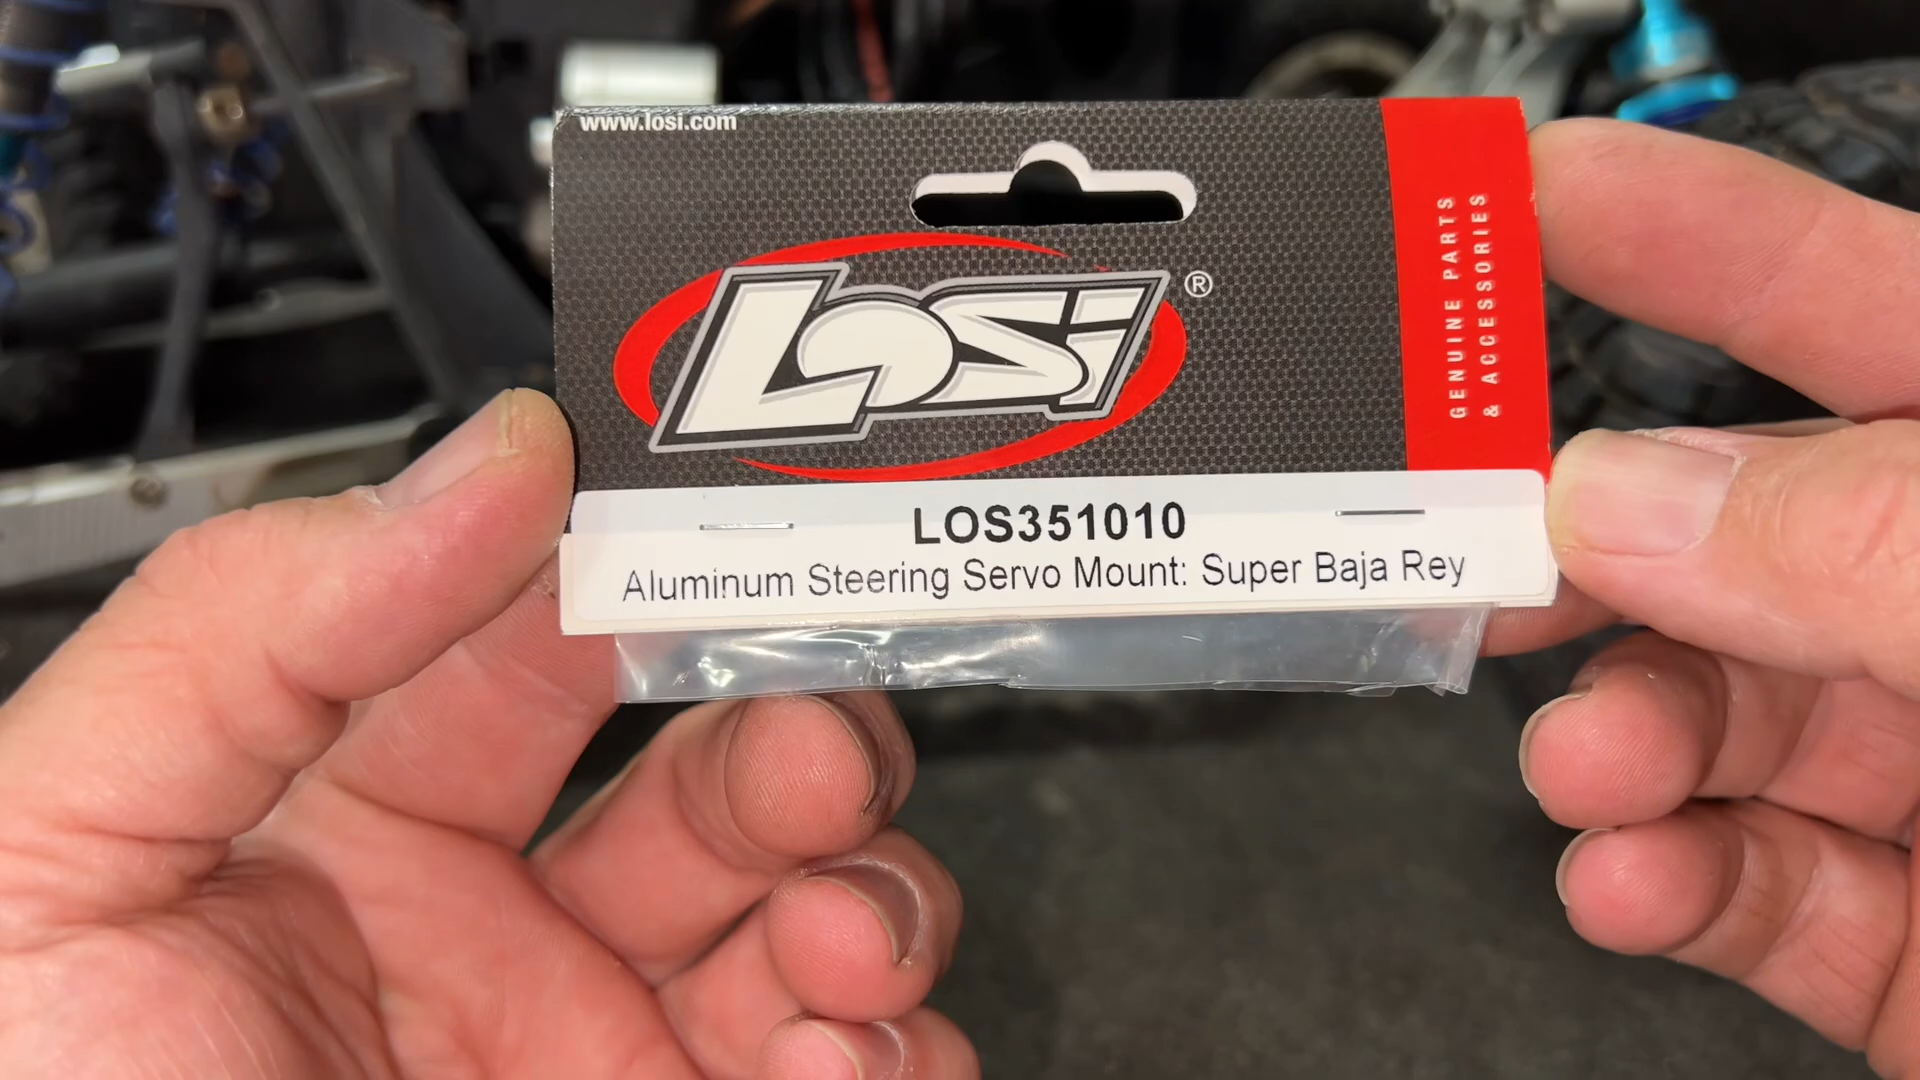 www.losi.com
LOSi®
GENUINE PARTS
& ACCESSORIES
LOS351010
Aluminum Steering Servo Mount: Super Baja Rey